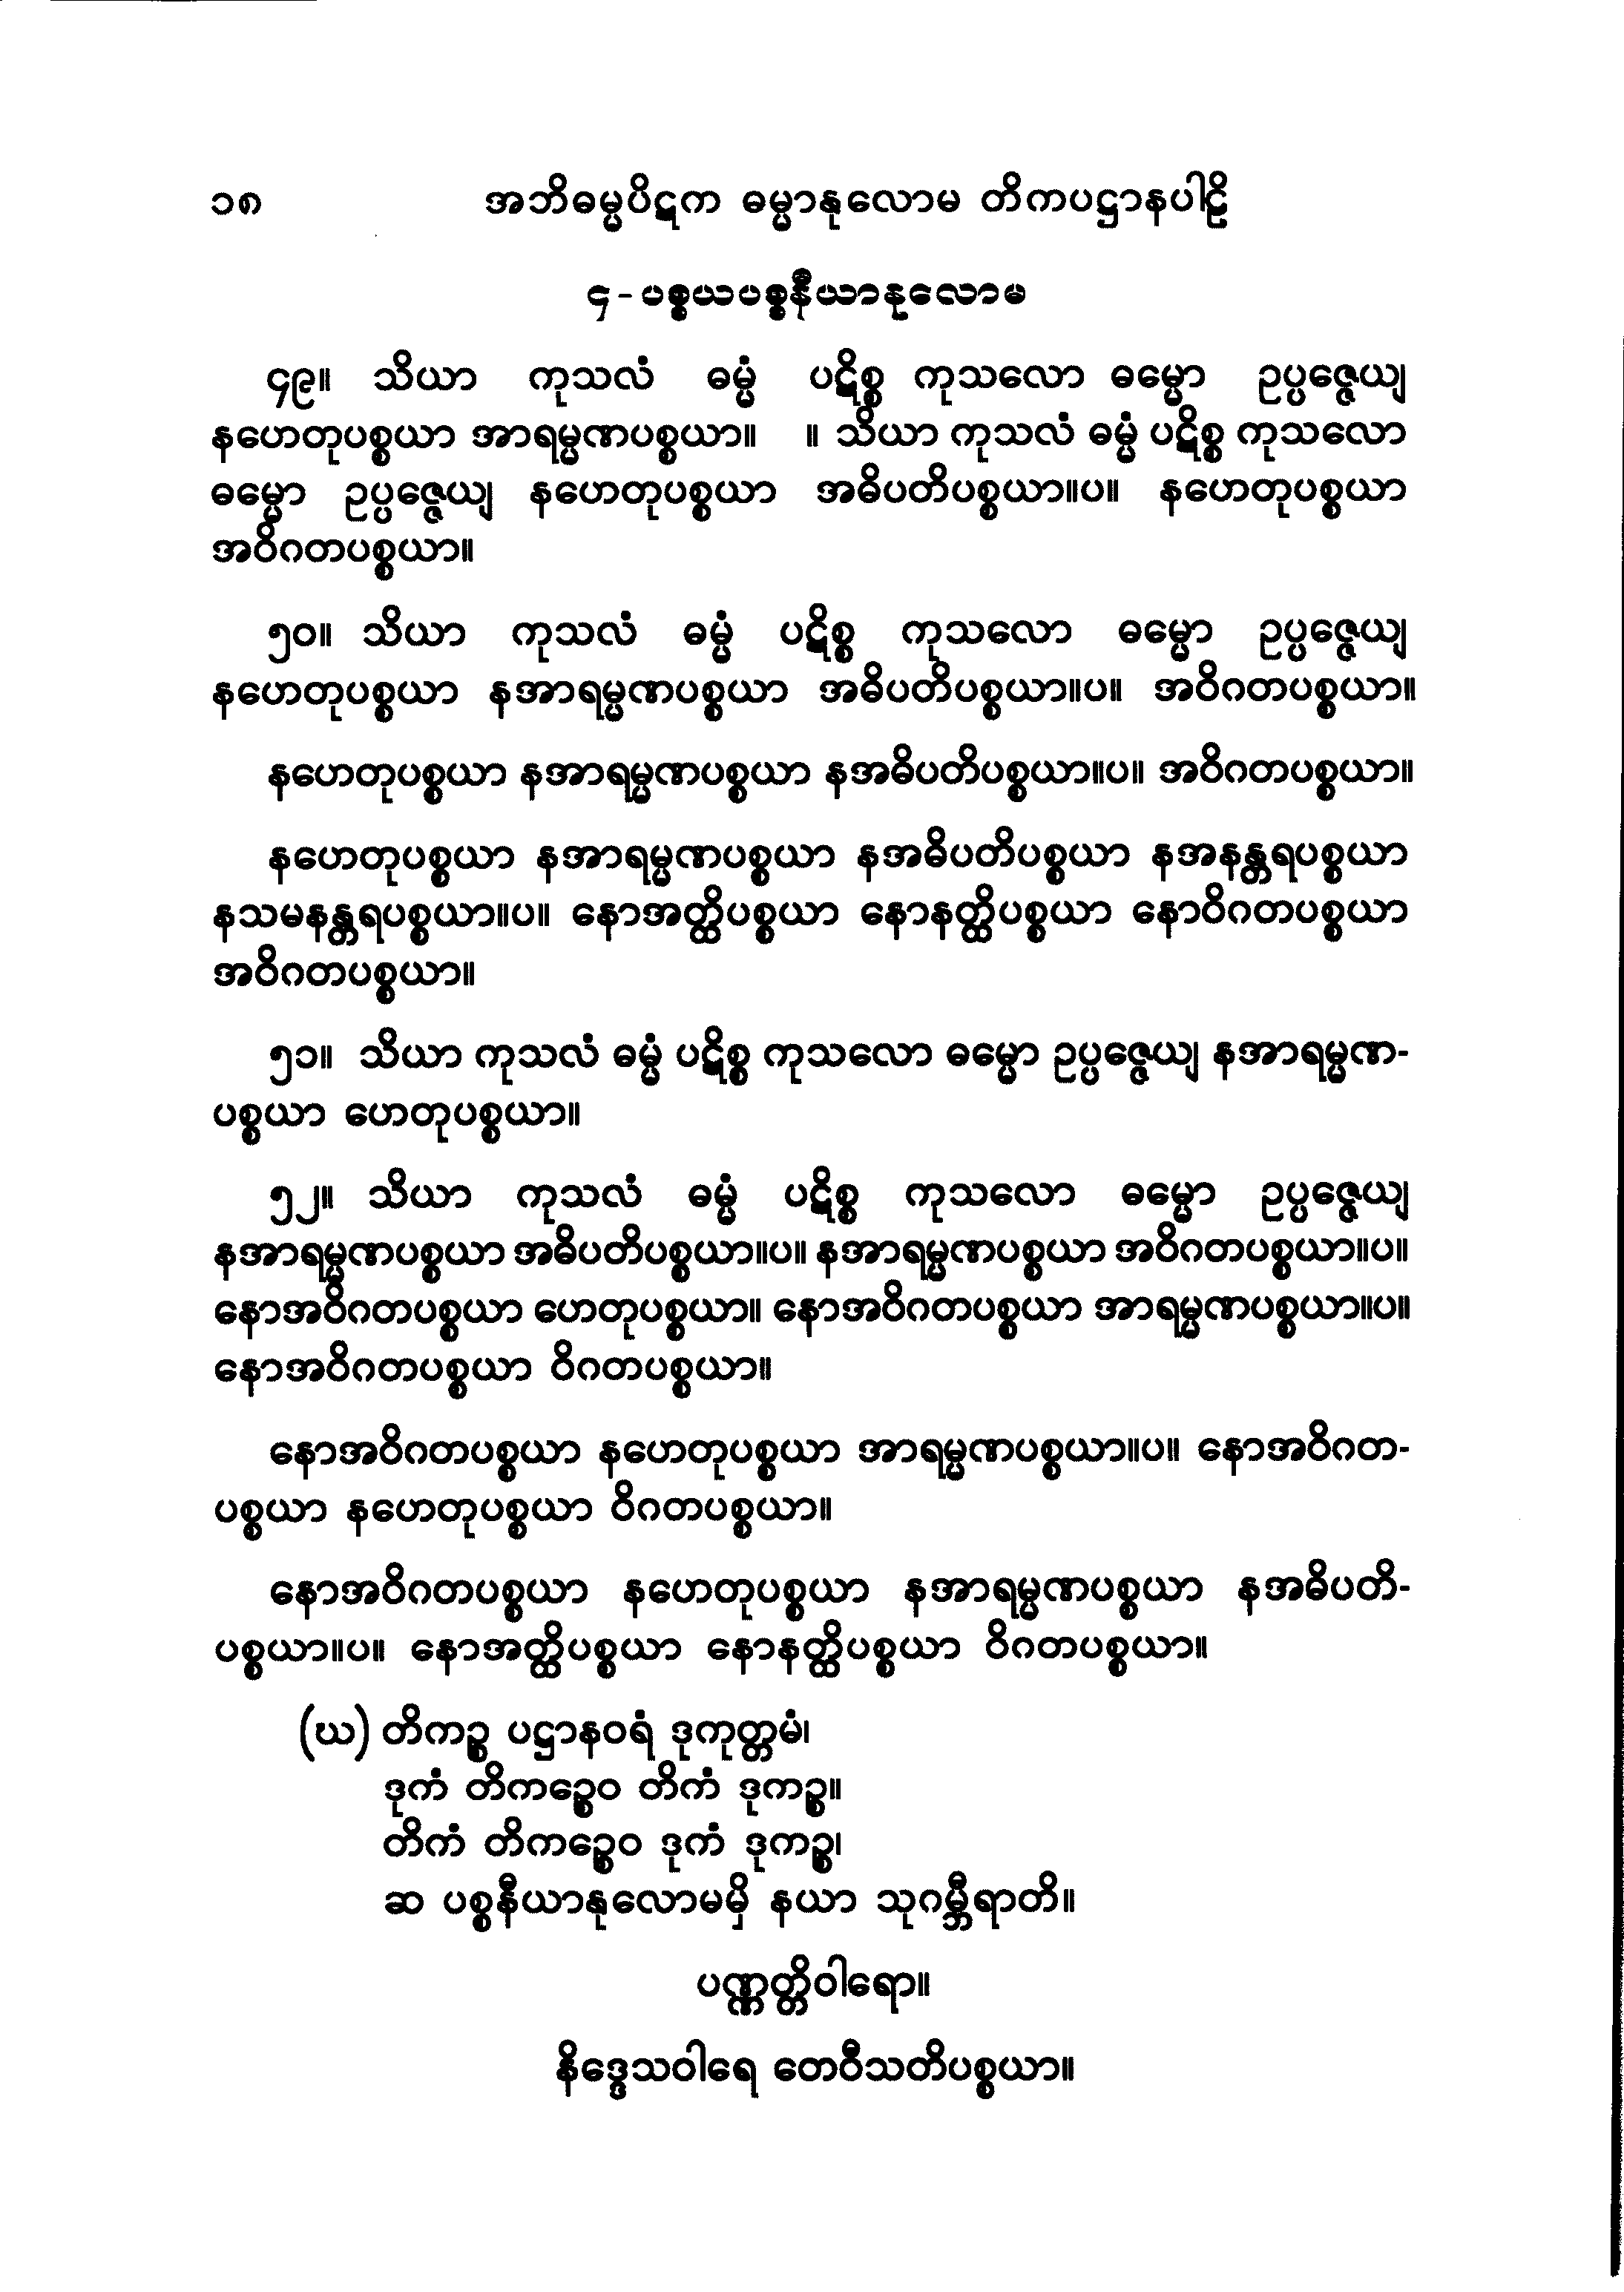 ၁၈ အဘိဓမ္မပိဋက ဓမ္မာနုလောမ တိကပဋ္ဌာနပါဠိ
၄-ပစ္စယပစ္စနီယာနုလောမ
၄၉။ သိယာ ကုသလံ ဓမ္မံ ပဋိစ္စ ကုသလော ဓမ္မော ဥပ္ပဇ္ဇေယျ
နဟေတုပစ္စယာ အာရမ္မဏပစ္စယာ။ ။ သိယာ ကုသလံ ဓမ္မံ ပဋိစ္စ ကုသလော
ဓမ္မော ဥပ္ပဇ္ဇေယျ နဟေတုပစ္စယာ အဓိပတိပစ္စယာ။ပ။ နဟေတုပစ္စယာ
အဝိဂတပစ္စယာ။
၅၀။ သိယာ ကုသလံ ဓမ္မံ ပဋိစ္စ ကုသလော ဓမ္မော ဥပ္ပဇ္ဇေယျ
နဟေတုပစ္စယာ နအာရမ္မဏပစ္စယာ အဓိပတိပစ္စယာ။ပ။ အဝိဂတပစ္စယာ။
နဟေတုပစ္စယာ နအာရမ္မဏပစ္စယာ နအဓိပတိပစ္စယာ။ပ။ အဝိဂတပစ္စယာ။
နဟေတုပစ္စယာ နအာရမ္မဏပစ္စယာ နအဓိပတိပစ္စယာ နအနန္တရပစ္စယာ
နသမနန္တရပစ္စယာ။ပ။ နောအတ္ထိပစ္စယာ နောနတ္ထိပစ္စယာ နောဝိဂတပစ္စယာ
အဝိဂတပစ္စယာ။
၅၁။ သိယာ ကုသလံ ဓမ္မံ ပဋိစ္စ ကုသလော ဓမ္မော ဥပ္ပဇ္ဇေယျ နအာရမ္မဏ-
ပစ္စယာ ဟေတုပစ္စယာ။
၅၂။ သိယာ ကုသလံ ဓမ္မံ ပဋိစ္စ ကုသလော ဓမ္မော ဥပ္ပဇ္ဇေယျ
နအာရမ္မဏပစ္စယာ အဓိပတိပစ္စယာ။ပ။ နအာရမ္မဏပစ္စယာ အဝိဂတပစ္စယာ။ပ။
နောအဝိဂတပစ္စယာ ဟေတုပစ္စယာ။ နောအဝိဂတပစ္စယာ အာရမ္မဏပစ္စယာ။ပ။
နောအဝိဂတပစ္စယာ ဝိဂတပစ္စယာ။
နောအဝိဂတပစ္စယာ နဟေတုပစ္စယာ အာရမ္မဏပစ္စယာ။ပ။ နောအဝိဂတ-
ပစ္စယာ နဟေတုပစ္စယာ ဝိဂတပစ္စယာ။
နောအဝိဂတပစ္စယာ နဟေတုပစ္စယာ နအာရမ္မဏပစ္စယာ နအဓိပတိ-
ပစ္စယာ။ပ။ နောအတ္ထိပစ္စယာ နောနတ္ထိပစ္စယာ ဝိဂတပစ္စယာ။
(ဃ) တိကဉ္စ ပဋ္ဌာနဝရံ ဒုကုတ္တမံ၊
ဒုကံ တိကဉ္စေဝ တိကံ ဒုကဉ္စ။
တိကံ တိကဉ္စေဝ ဒုကံ ဒုကဉ္စ၊
ဆ ပစ္စနီယာနုလောမမှိ နယာ သုဂမ္ဘီရာတိ။
ပဏ္ဏတ္တိဝါရော။
နိဒ္ဒေသဝါရေ တေဝီသတိပစ္စယာ။